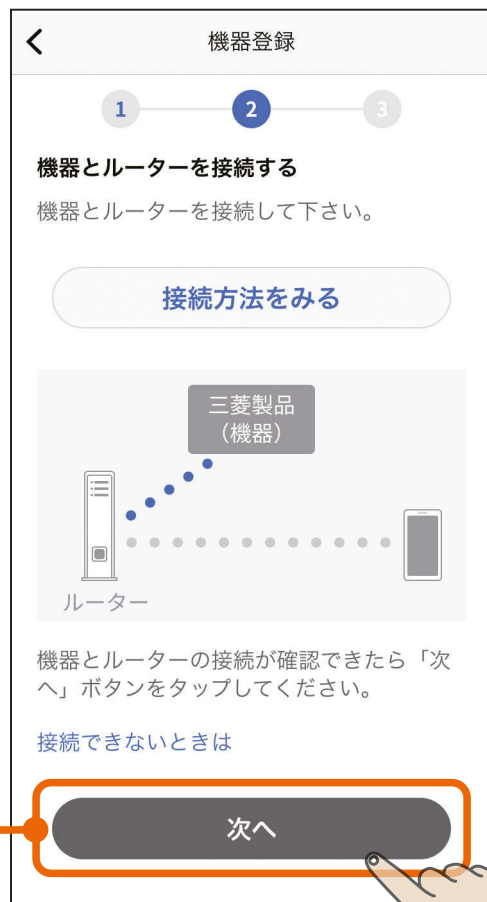 機器登録
1 2 3
機器とルーターを接続する
機器とルーターを接続して下さい。
接続方法をみる
三菱製品
（機器）
ルーター
機器とルーターの接続が確認できたら「次
へ」ボタンをタップしてください。
接続できないときは
次へ